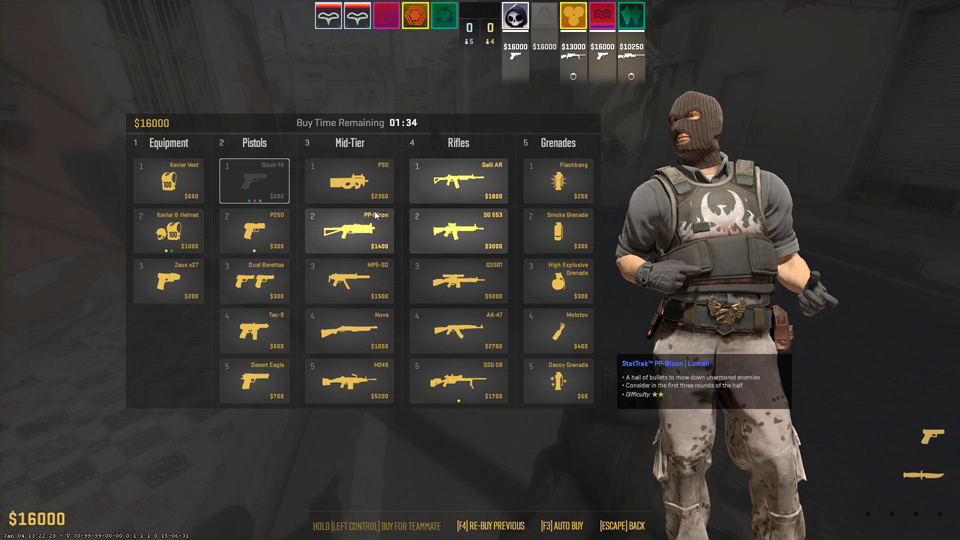 0 0
5 4
$16000 $16000 $13000 $16000 $10250
$16000 Buy Time Remaining 01:34
1 Equipment 2 Pistols 3 Mid-Tier 4 Rifles 5 Grenades
1 Kevlar Vest
100
$650
1 Glock-18
$200
1 P90
$2350
1 Galil AR
$1800
1 Flashbang
$200
2 Kevlar & Helmet
100
$1000
2 P250
$300
2 PP-Bizon
$1400
2 SG 553
$3000
2 Smoke Grenade
$300
3 Zeus x27
$200
3 Dual Berettas
$300
3 MP5-SD
$1500
3 G3SG1
$5000
3 High Explosive
Grenade
$300
4 Tec-9
$500
4 Nova
$1050
4 AK-47
$2700
4 Molotov
$400
5 Desert Eagle
$700
5 M249
$5200
5 SSG 08
$1700
5 Decoy Grenade
$50
StatTrak™ PP-Bizon | Lumen
• A hail of bullets to mow down unarmored enemies
• Consider in the first three rounds of the half
• Difficulty: ★★
$16000
HOLD [LEFT CONTROL] BUY FOR TEAMMATE [F4] RE-BUY PREVIOUS [F3] AUTO BUY [ESCAPE] BACK